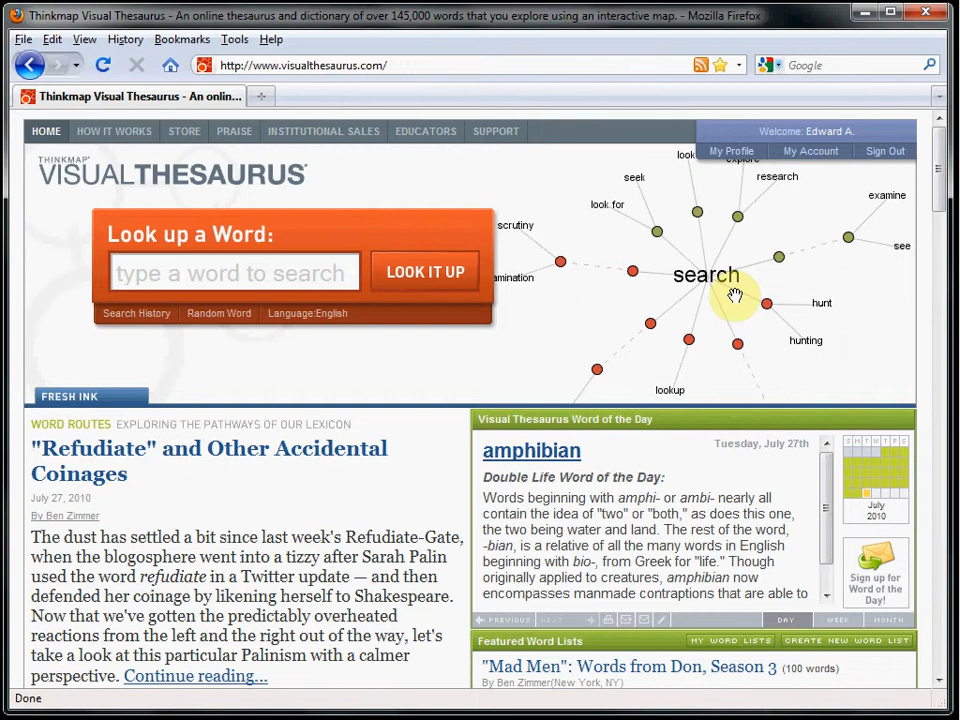 Thinkmap Visual Thesaurus - An online thesaurus and dictionary of over 145,000 words that you explore using an interactive map. - Mozilla Firefox
File Edit View History Bookmarks Tools Help
http://www.visualthesaurus.com/
Google
Thinkmap Visual Thesaurus - An onlin...
HOME HOW IT WORKS STORE PRAISE INSTITUTIONAL SALES EDUCATORS SUPPORT
Welcome: Edward A.
My Profile My Account Sign Out
THINKMAP®
VISUALTHESAURUS®
Look up a Word:
type a word to search
LOOK IT UP
Search History Random Word Language:English
look
explore
seek
research
look for
examine
scrutiny
see
search
amination
hunt
hunting
lookup
FRESH INK
WORD ROUTES EXPLORING THE PATHWAYS OF OUR LEXICON
"Refudiate" and Other Accidental
Coinages
July 27, 2010
By Ben Zimmer
The dust has settled a bit since last week's Refudiate-Gate,
when the blogosphere went into a tizzy after Sarah Palin
used the word refudiate in a Twitter update — and then
defended her coinage by likening herself to Shakespeare.
Now that we've gotten the predictably overheated
reactions from the left and the right out of the way, let's
take a look at this particular Palinism with a calmer
perspective. Continue reading...
Visual Thesaurus Word of the Day
amphibian
Tuesday, July 27th
Double Life Word of the Day:
Words beginning with amphi- or ambi- nearly all
contain the idea of "two" or "both," as does this one,
the two being water and land. The rest of the word,
-bian, is a relative of all the many words in English
beginning with bio-, from Greek for "life." Though
originally applied to creatures, amphibian now
encompasses manmade contraptions that are able to
S M T W T F S
July
2010
Sign up for
Word of the
Day!
PREVIOUS NEXT DAY WEEK MONTH
Featured Word Lists MY WORD LISTS CREATE NEW WORD LIST
"Mad Men": Words from Don, Season 3 (100 words)
By Ben Zimmer(New York, NY)
Done